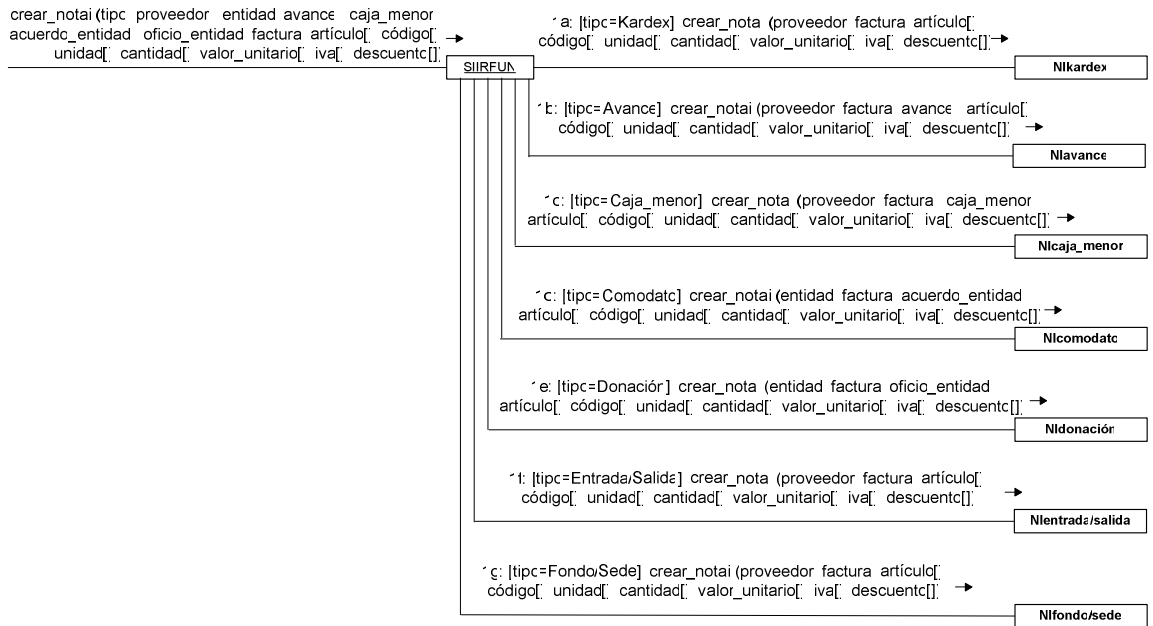 crear_notai (tipo proveedor entidad avance caja_menor
acuerdo_entidad oficio_entidad factura artículo[ código[
unidad[ cantidad[ valor_unitario[ iva[ descuento[]
SIIRFUN
1a: [tipo=Kardex] crear_nota (proveedor factura artículo[
código[ unidad[ cantidad[ valor_unitario[ iva[ descuento[]
NIkardex
1b: [tipo=Avance] crear_notai (proveedor factura avance artículo[
código[ unidad[ cantidad[ valor_unitario[ iva[ descuento[]
NIavance
1c: [tipo=Caja_menor] crear_nota (proveedor factura caja_menor
artículo[ código[ unidad[ cantidad[ valor_unitario[ iva[ descuento[]
NIcaja_menor
1d: [tipo=Comodato] crear_notai (entidad factura acuerdo_entidad
artículo[ código[ unidad[ cantidad[ valor_unitario[ iva[ descuento[]
NIcomodato
1e: [tipo=Donación] crear_nota (entidad factura oficio_entidad
artículo[ código[ unidad[ cantidad[ valor_unitario[ iva[ descuento[]
NIdonación
1f: [tipo=Entrada/Salida] crear_nota (proveedor factura artículo[
código[ unidad[ cantidad[ valor_unitario[ iva[ descuento[]
NIentrada/salida
1g: [tipo=Fondo/Sede] crear_notai (proveedor factura artículo[
código[ unidad[ cantidad[ valor_unitario[ iva[ descuento[]
NIfondo/sede